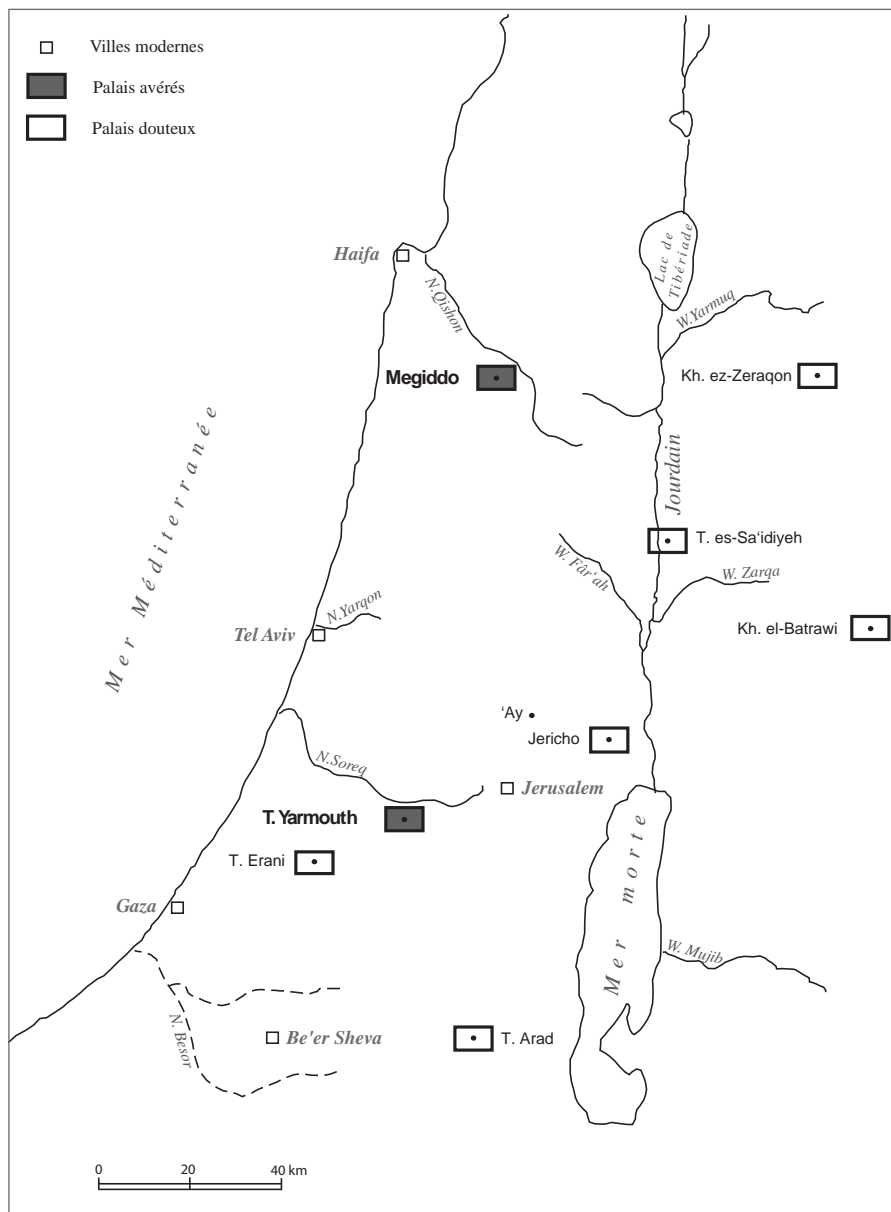 Villes modernes
Palais avérés
Palais douteux
Lac de
Tibériade
Haifa
N.Qishon
W.Yarmuq
Megiddo
Kh. ez-Zeraqon
Mer Méditerranée
Jourdain
T. es-Sa‘idiyeh
W. Fâr‘ah
W. Zarqa
N.Yarqon
Tel Aviv
Kh. el-Batrawi
‘Ay
Jericho
N.Soreq
Jerusalem
T. Yarmouth
T. Erani
Mer morte
Gaza
W. Mujib
N. Besor
Be'er Sheva
T. Arad
0 20 40 km